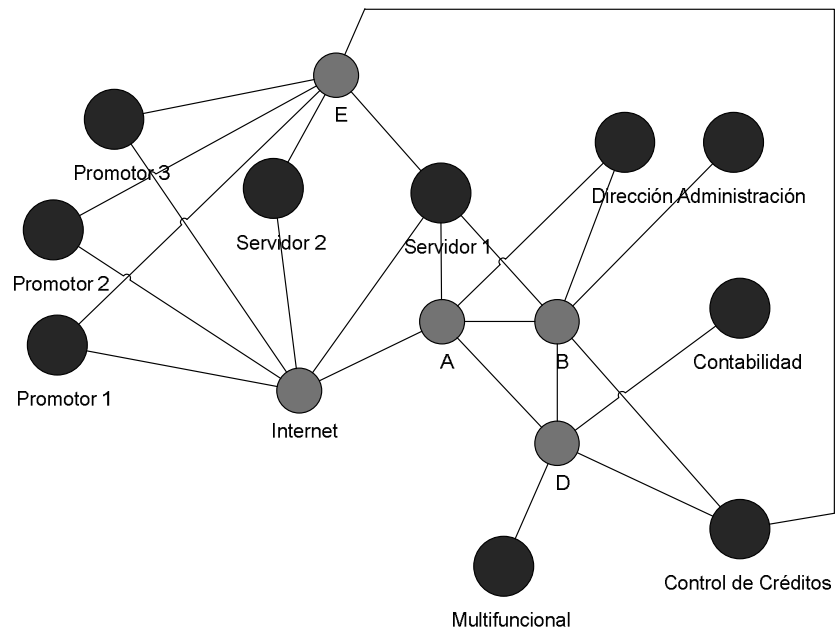 E
Promotor 3
Dirección
Administración
Servidor 2
Servidor 1
Promotor 2
A
B
Contabilidad
Promotor 1
Internet
D
Control de Créditos
Multifuncional